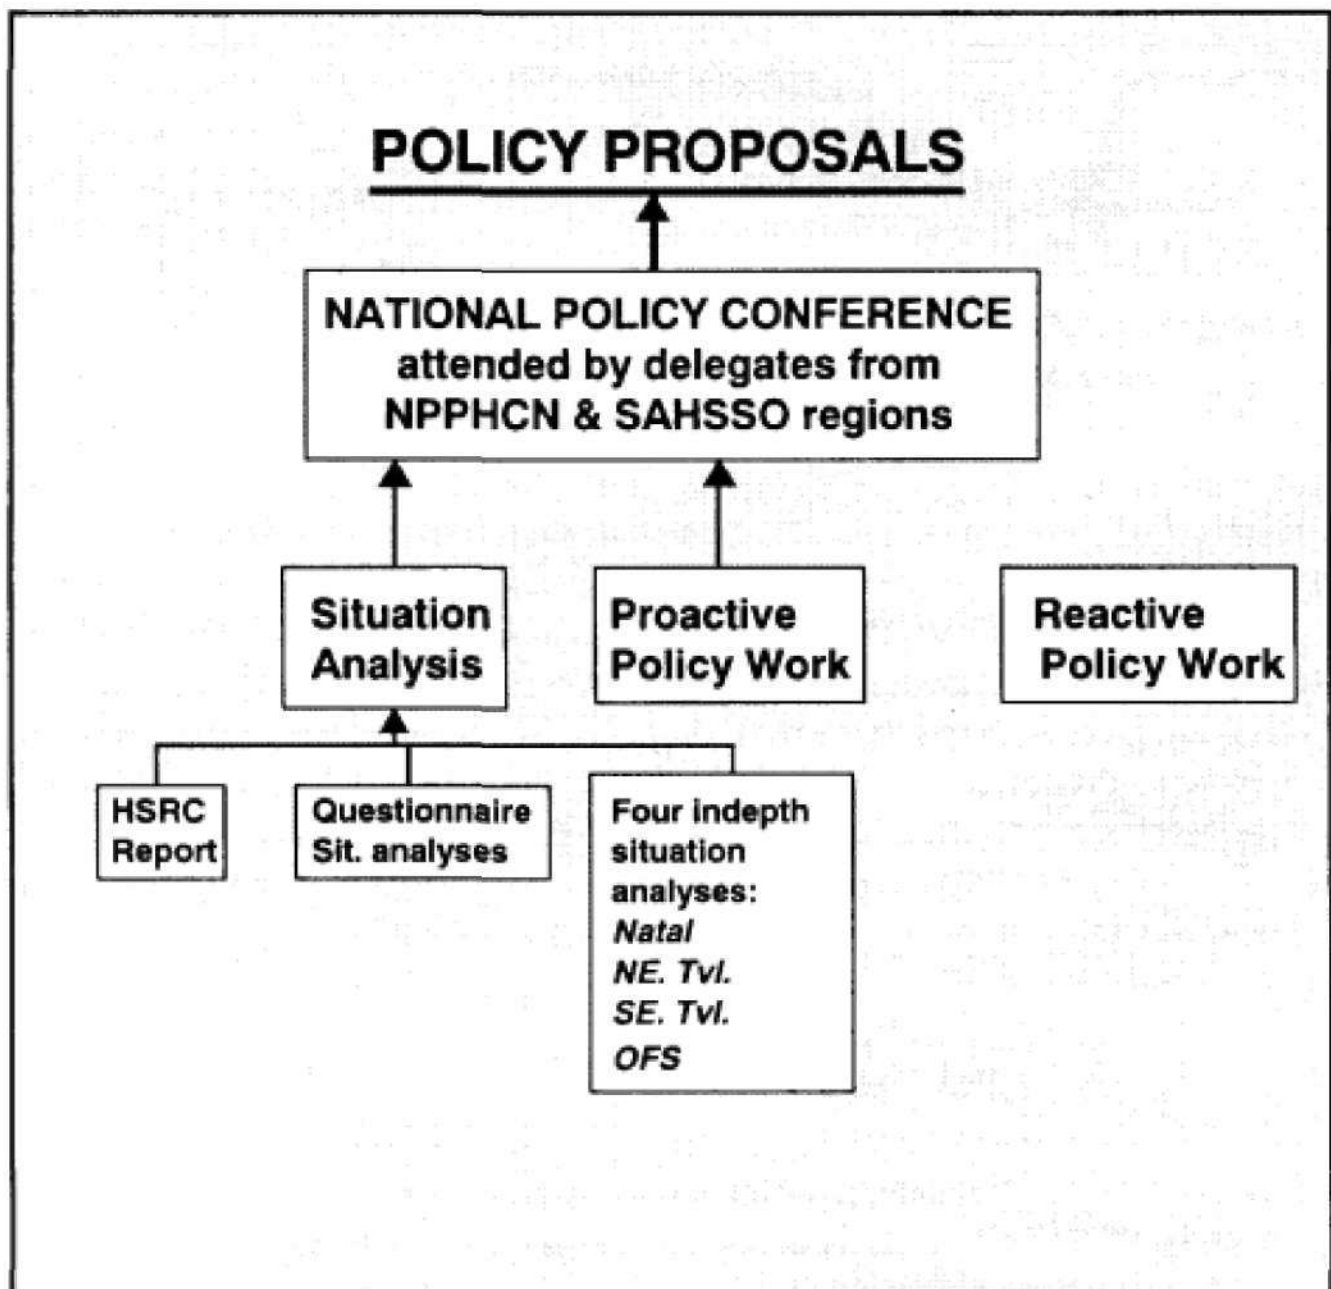 POLICY PROPOSALS
NATIONAL POLICY CONFERENCE
attended by delegates from
NPPHCN & SAHSSO regions
Situation
Analysis
Proactive
Policy Work
Reactive
Policy Work
HSRC
Report
Questionnaire
Sit. analyses
Four indepth
situation
analyses:
Natal
NE. Tvl.
SE. Tvl.
OFS